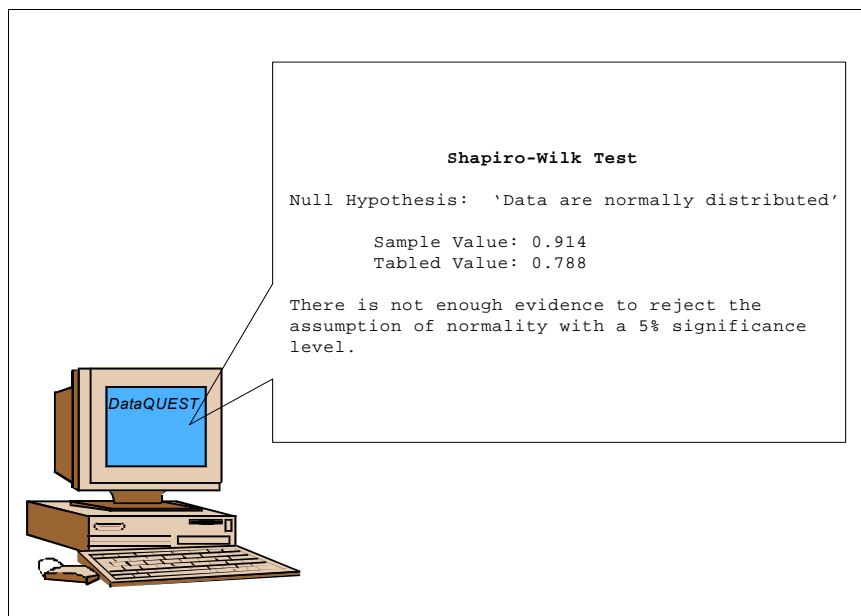 Shapiro-Wilk Test
Null Hypothesis:  ‘Data are normally distributed’
Sample Value: 0.914
Tabled Value: 0.788
There is not enough evidence to reject the
assumption of normality with a 5% significance
level.
DataQUEST